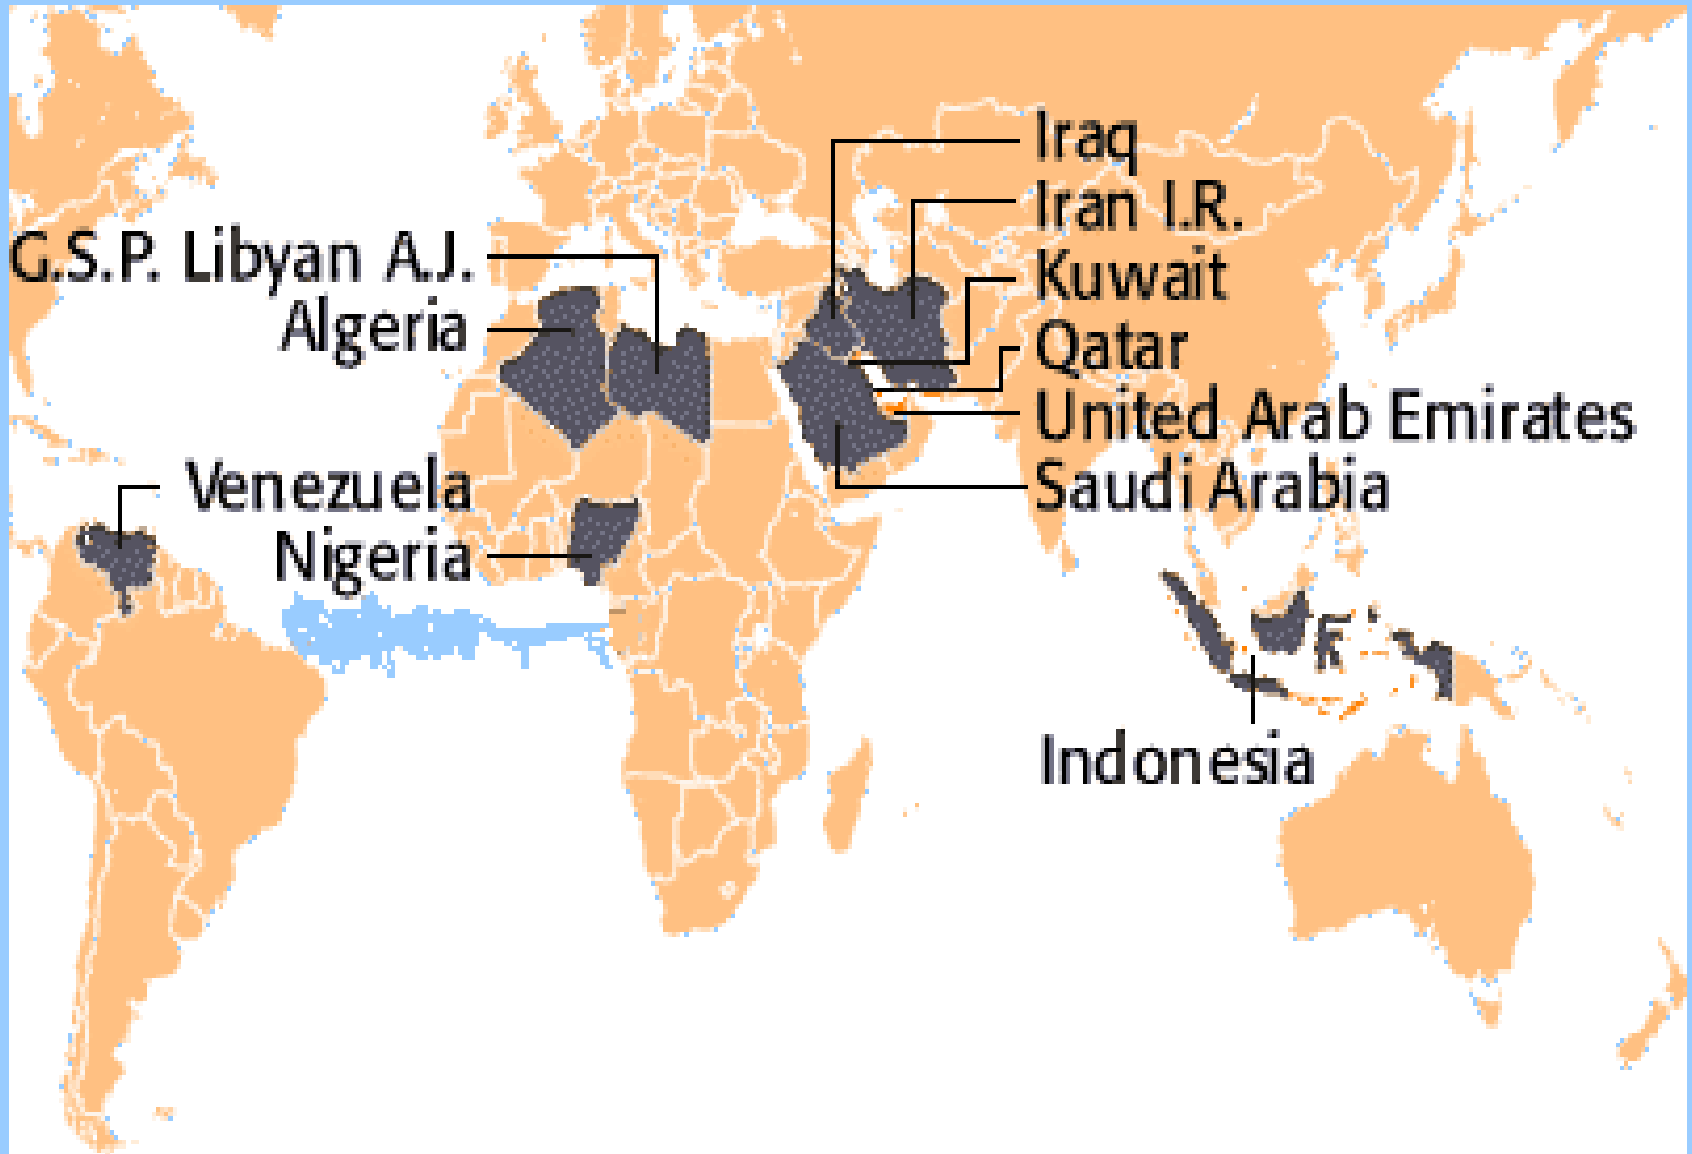 Iraq
Iran I.R.
Kuwait
Qatar
United Arab Emirates
Saudi Arabia
G.S.P. Libyan A.J.
Algeria
Venezuela
Nigeria
Indonesia